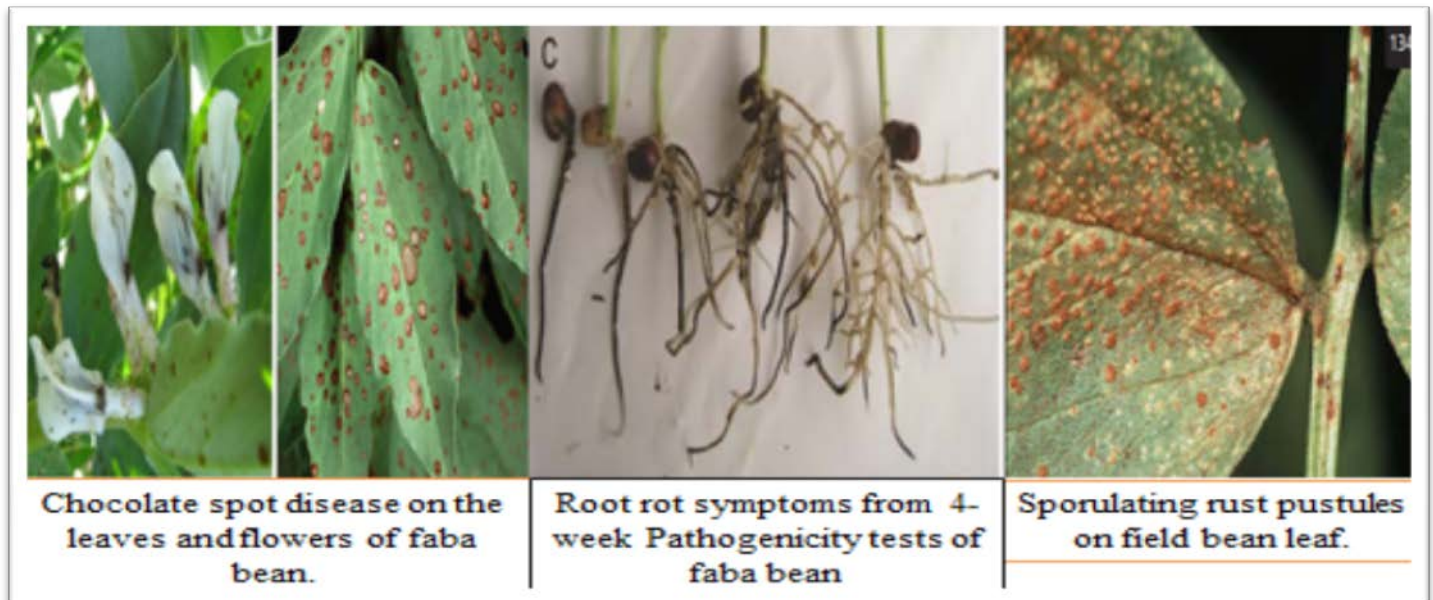 C
134
Chocolate spot disease on the
leaves and flowers of faba
bean.
Root rot symptoms from 4-
week Pathogenicity tests of
faba bean
Sporulating rust pustules
on field bean leaf.